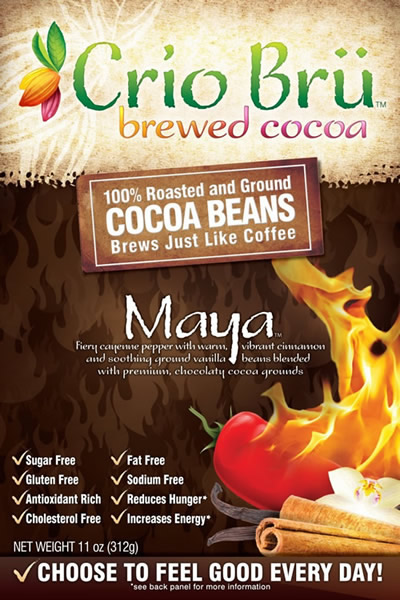 Crio Brü™
brewed cocoa
100% Roasted and Ground
COCOA BEANS
Brews Just Like Coffee
Maya™
Fiery cayenne pepper with warm, vibrant cinnamon
and soothing ground vanilla beans blended
with premium, chocolaty cocoa grounds
✓Sugar Free
✓Gluten Free
✓Antioxidant Rich
✓Cholesterol Free
✓Fat Free
✓Sodium Free
✓Reduces Hunger*
✓Increases Energy*
NET WEIGHT 11 oz (312g)
✓CHOOSE TO FEEL GOOD EVERY DAY!
*see back panel for more information